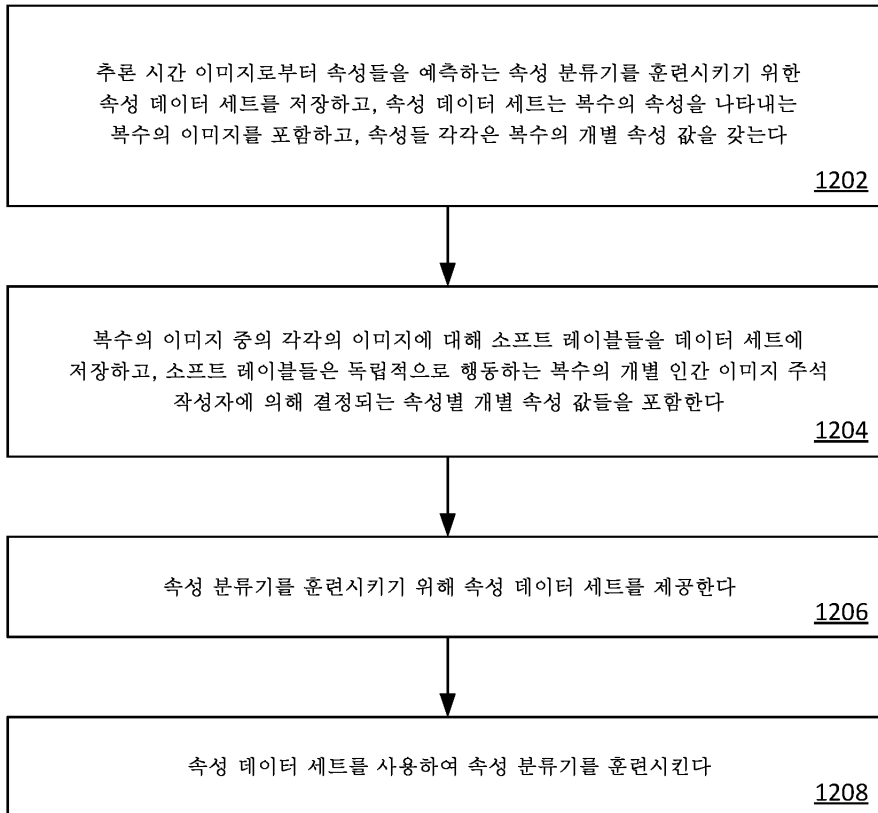 추론 시간 이미지로부터 속성들을 예측하는 속성 분류기를 훈련시키기 위한
속성 데이터 세트를 저장하고, 속성 데이터 세트는 복수의 속성을 나타내는
복수의 이미지를 포함하고, 속성들 각각은 복수의 개별 속성 값을 갖는다
1202
복수의 이미지 중의 각각의 이미지에 대해 소프트 레이블들을 데이터 세트에
저장하고, 소프트 레이블들은 독립적으로 행동하는 복수의 개별 인간 이미지 주석
작성자에 의해 결정되는 속성별 개별 속성 값들을 포함한다
1204
속성 분류기를 훈련시키기 위해 속성 데이터 세트를 제공한다
1206
속성 데이터 세트를 사용하여 속성 분류기를 훈련시킨다
1208